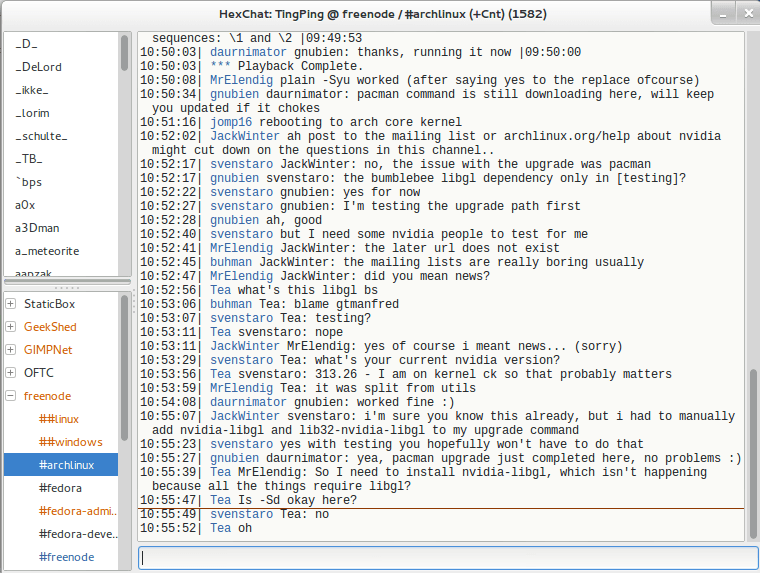 HexChat: TingPing @ freenode / #archlinux (+Cnt) (1582)
_D_
_DeLord
_ikke_
_lorim
_schulte_
_TB_
`bps
a0x
a3Dman
a_meteorite
aapzak
StaticBox
GeekShed
GIMPNet
OFTC
freenode
##linux
##windows
#archlinux
#fedora
#fedora-admi...
#fedora-deve...
#freenode
sequences: \1 and \2 |09:49:53
10:50:03| daurnimator gnubien: thanks, running it now |09:50:00
10:50:03| *** Playback Complete.
10:50:08| MrElendig plain -Syu worked (after saying yes to the replace ofcourse)
10:50:34| gnubien daurnimator: pacman command is still downloading here, will keep
you updated if it chokes
10:51:16| jomp16 rebooting to arch core kernel
10:52:02| JackWinter ah post to the mailing list or archlinux.org/help about nvidia
might cut down on the questions in this channel..
10:52:17| svenstaro JackWinter: no, the issue with the upgrade was pacman
10:52:17| gnubien svenstaro: the bumblebee libgl dependency only in [testing]?
10:52:22| svenstaro gnubien: yes for now
10:52:27| svenstaro gnubien: I'm testing the upgrade path first
10:52:28| gnubien ah, good
10:52:40| svenstaro but I need some nvidia people to test for me
10:52:41| MrElendig JackWinter: the later url does not exist
10:52:45| buhman JackWinter: the mailing lists are really boring usually
10:52:47| MrElendig JackWinter: did you mean news?
10:52:56| Tea what's this libgl bs
10:53:06| buhman Tea: blame gtmanfred
10:53:07| svenstaro Tea: testing?
10:53:11| Tea svenstaro: nope
10:53:11| JackWinter MrElendig: yes of course i meant news... (sorry)
10:53:29| svenstaro Tea: what's your current nvidia version?
10:53:56| Tea svenstaro: 313.26 - I am on kernel ck so that probably matters
10:53:59| MrElendig Tea: it was split from utils
10:54:08| daurnimator gnubien: worked fine :)
10:55:07| JackWinter svenstaro: i'm sure you know this already, but i had to manually
add nvidia-libgl and lib32-nvidia-libgl to my upgrade command
10:55:23| svenstaro yes with testing you hopefully won't have to do that
10:55:27| gnubien daurnimator: yea, pacman upgrade just completed here, no problems :)
10:55:39| Tea MrElendig: So I need to install nvidia-libgl, which isn't happening
because all the things require libgl?
10:55:47| Tea Is -Sd okay here?
10:55:49| svenstaro Tea: no
10:55:52| Tea oh